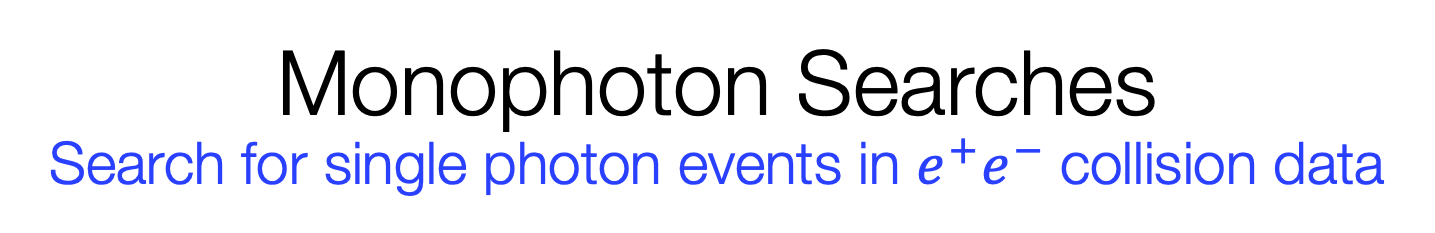 Monophoton Searches
Search for single photon events in e⁺e⁻ collision data